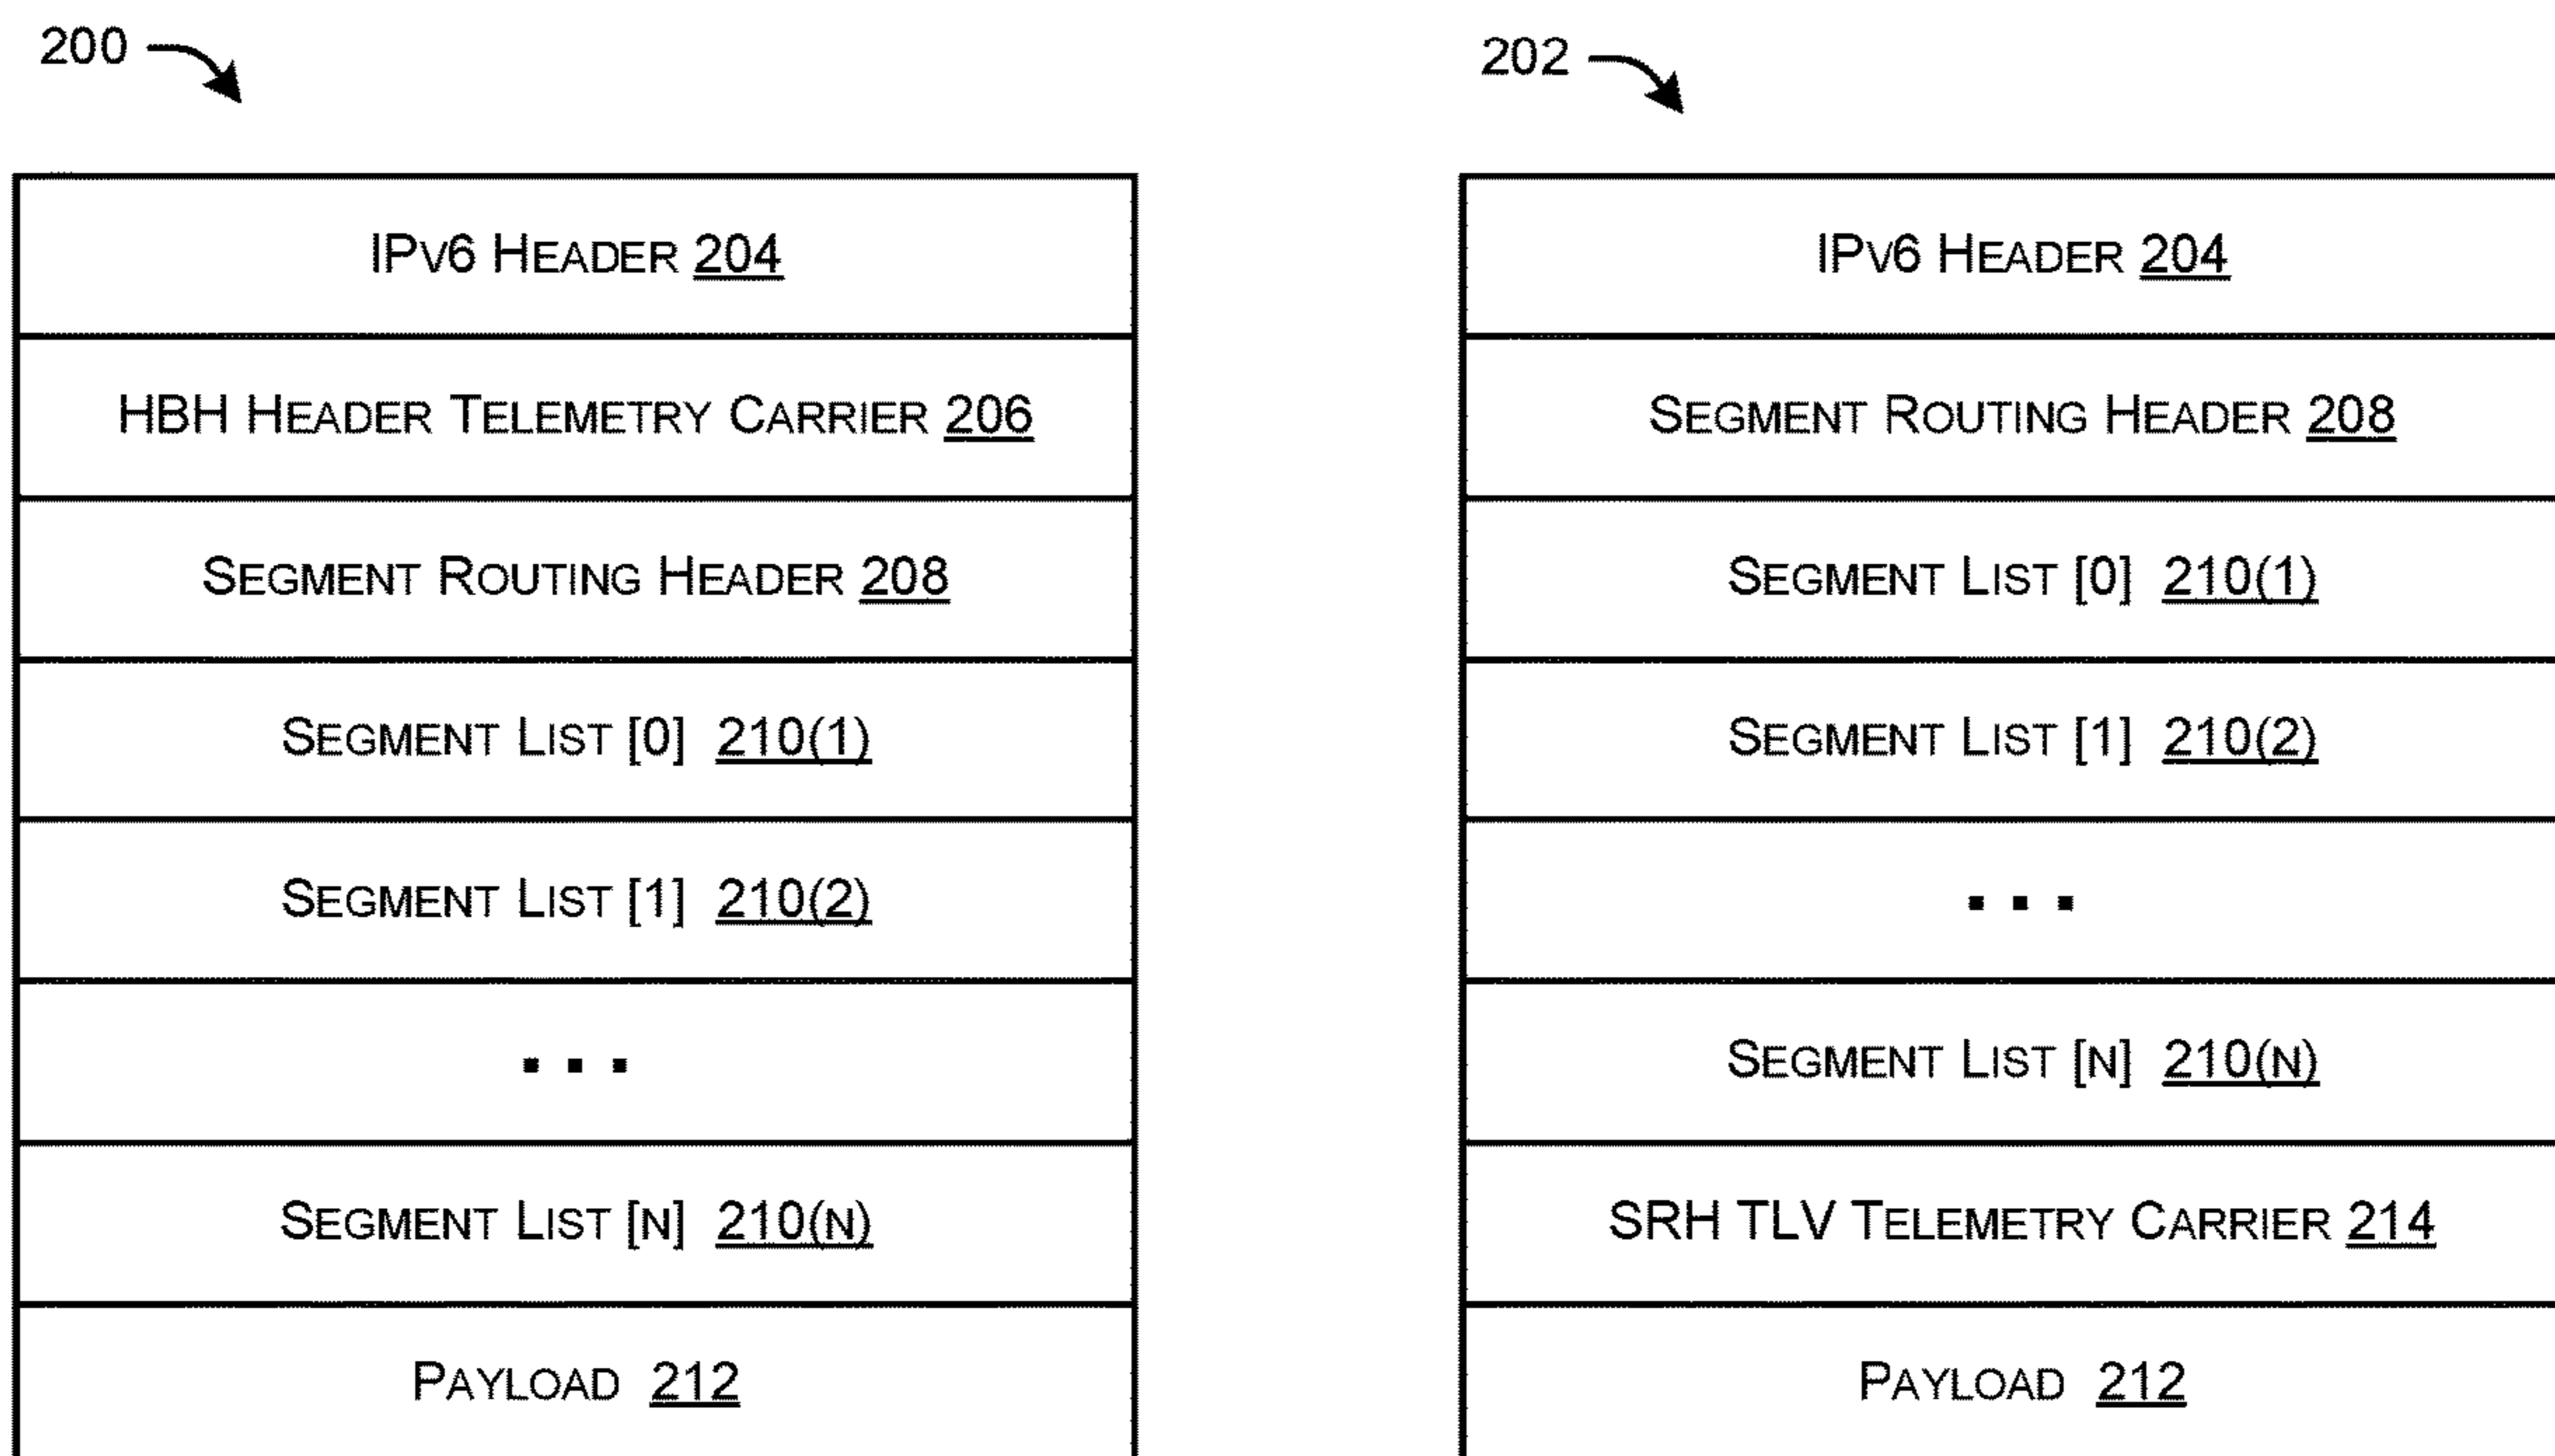 200
IPv6 Header 204
HBH Header Telemetry Carrier 206
Segment Routing Header 208
Segment List [0] 210(1)
Segment List [1] 210(2)
...
Segment List [N] 210(N)
Payload 212
202
IPv6 Header 204
Segment Routing Header 208
Segment List [0] 210(1)
Segment List [1] 210(2)
...
Segment List [N] 210(N)
SRH TLV Telemetry Carrier 214
Payload 212